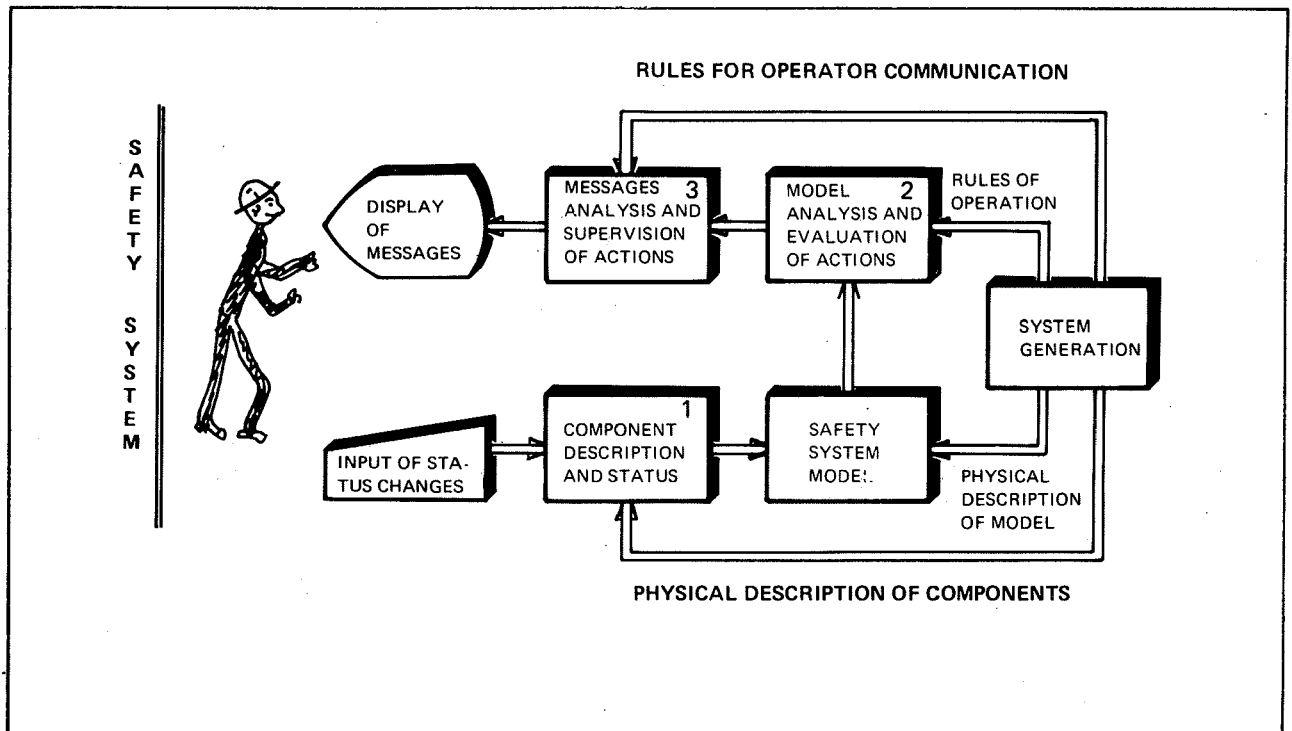 RULES FOR OPERATOR COMMUNICATION
SAFETY SYSTEM
DISPLAY
OF
MESSAGES
MESSAGES 3
ANALYSIS AND
SUPERVISION
OF ACTIONS
MODEL 2
ANALYSIS AND
EVALUATION
OF ACTIONS
RULES OF
OPERATION
SYSTEM
GENERATION
INPUT OF STA-
TUS CHANGES
1
COMPONENT
DESCRIPTION
AND STATUS
SAFETY
SYSTEM
MODEL
PHYSICAL
DESCRIPTION
OF MODEL
PHYSICAL DESCRIPTION OF COMPONENTS